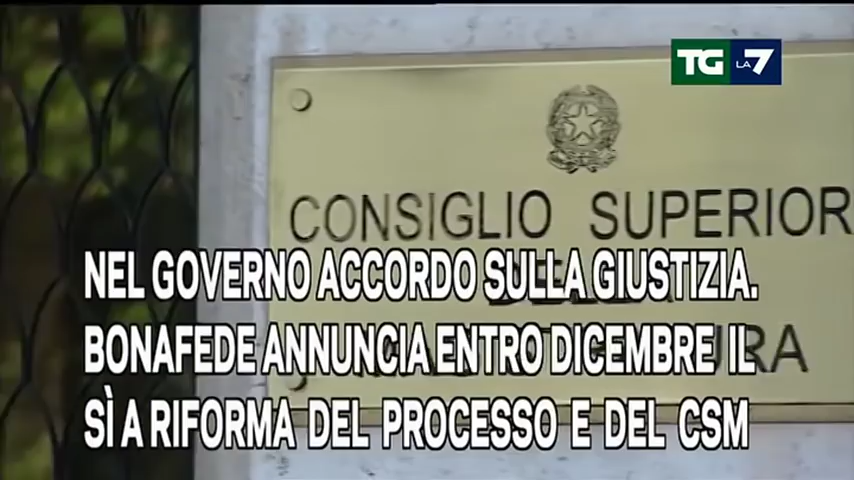 TG LA7
CONSIGLIO SUPERIOR
NEL GOVERNO ACCORDO SULLA GIUSTIZIA.
BONAFEDE ANNUNCIA ENTRO DICEMBRE IL
SÌ A RIFORMA DEL PROCESSO E DEL CSM